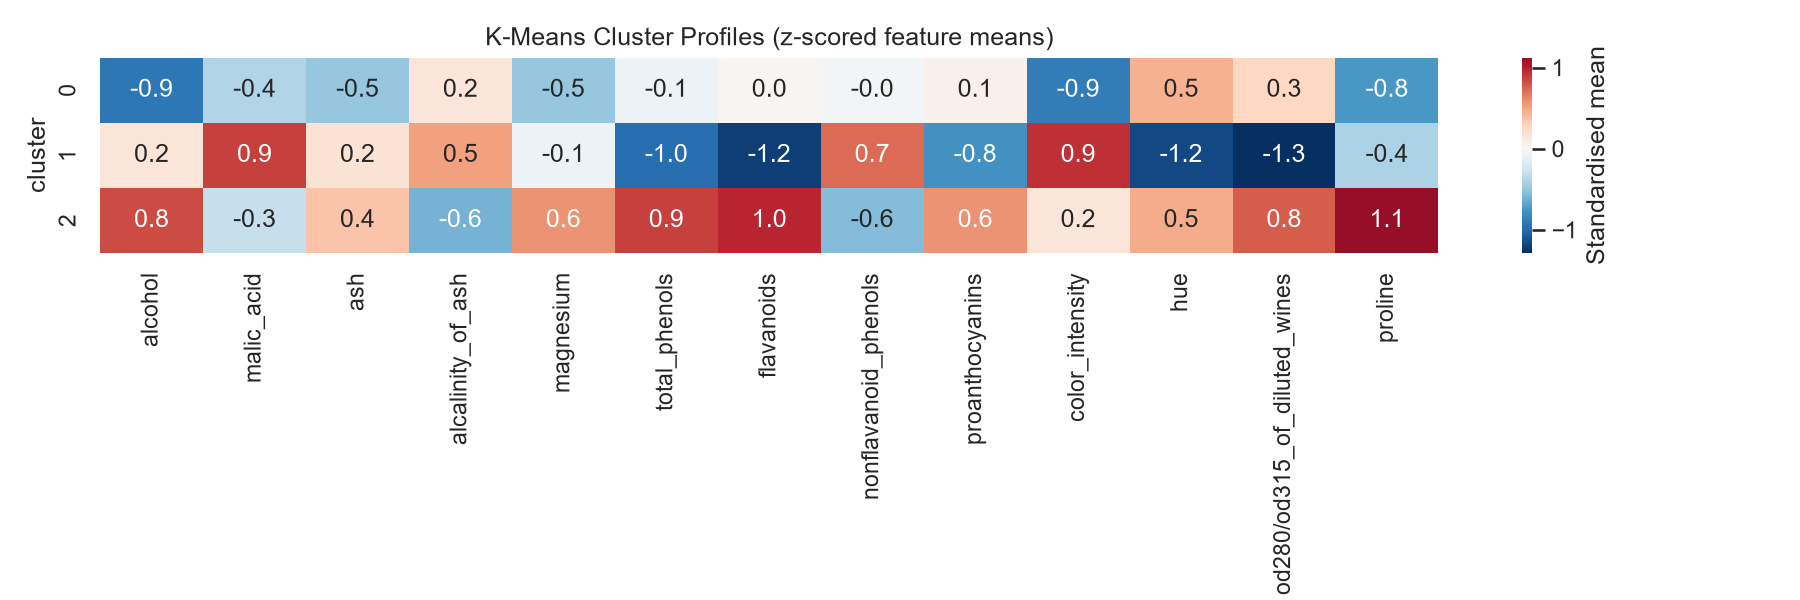 K-Means Cluster Profiles (z-scored feature means)
cluster
0 -0.9 -0.4 -0.5 0.2 -0.5 -0.1 0.0 -0.0 0.1 -0.9 0.5 0.3 -0.8
1 0.2 0.9 0.2 0.5 -0.1 -1.0 -1.2 0.7 -0.8 0.9 -1.2 -1.3 -0.4
2 0.8 -0.3 0.4 -0.6 0.6 0.9 1.0 -0.6 0.6 0.2 0.5 0.8 1.1
alcohol
malic_acid
ash
alcalinity_of_ash
magnesium
total_phenols
flavanoids
nonflavanoid_phenols
proanthocyanins
color_intensity
hue
od280/od315_of_diluted_wines
proline
1
0
−1
Standardised mean